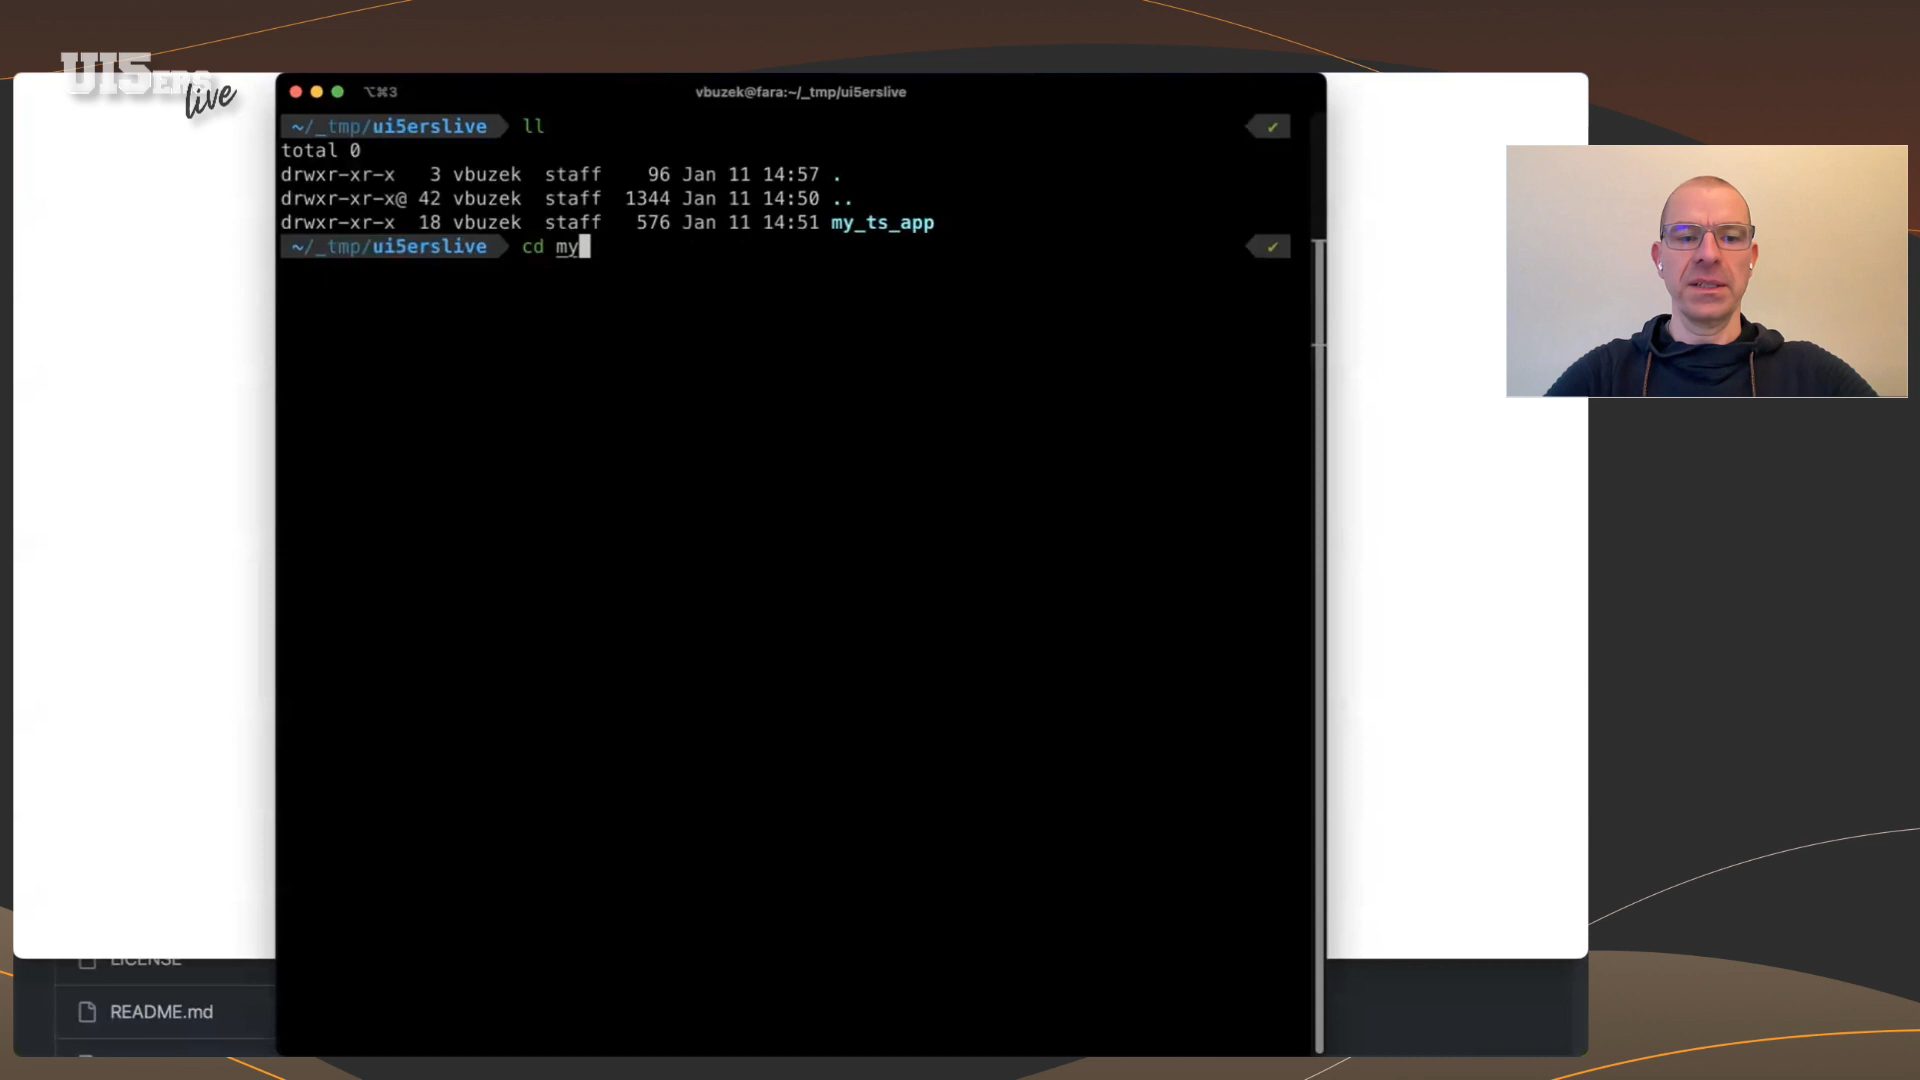 UI5ers
live
⌥⌘3
vbuzek@fara:~/_tmp/ui5erslive
~/_tmp/ui5erslive ll ✔
total 0
drwxr-xr-x 3 vbuzek staff 96 Jan 11 14:57 .
drwxr-xr-x@ 42 vbuzek staff 1344 Jan 11 14:50 ..
drwxr-xr-x 18 vbuzek staff 576 Jan 11 14:51 my_ts_app
~/_tmp/ui5erslive cd my ✔
LICENSE
README.md